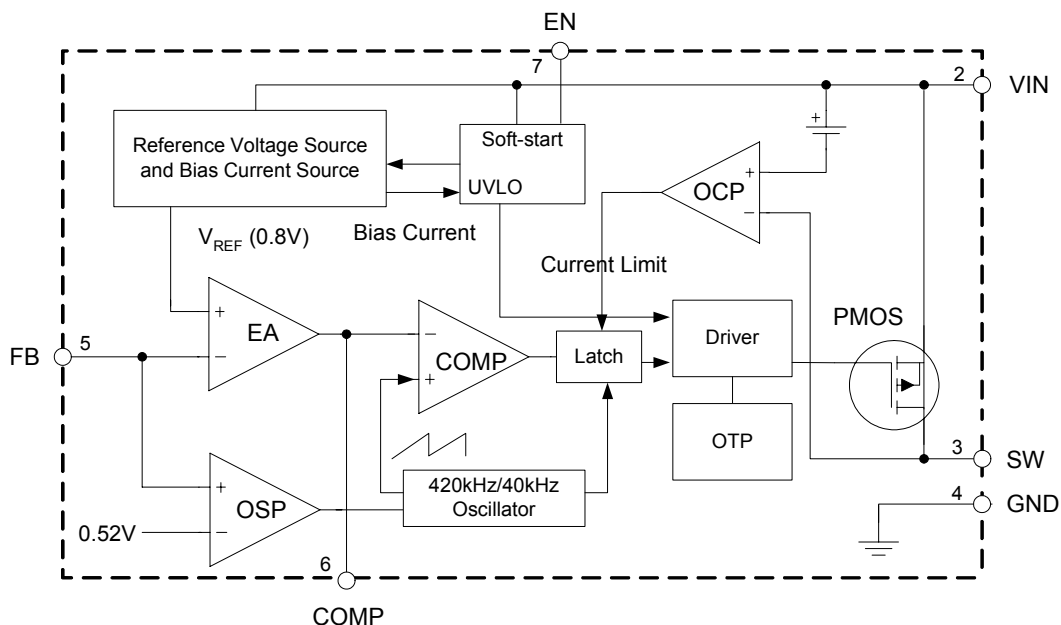 EN
7
2
VIN
+
Reference Voltage Source
and Bias Current Source
Soft-start
UVLO
+
OCP
−
V_REF (0.8V)
Bias Current
Current Limit
+
EA
−
−
COMP
+
Latch
Driver
PMOS
FB
5
OTP
3
SW
+
OSP
−
0.52V
420kHz/40kHz
Oscillator
4
GND
6
COMP